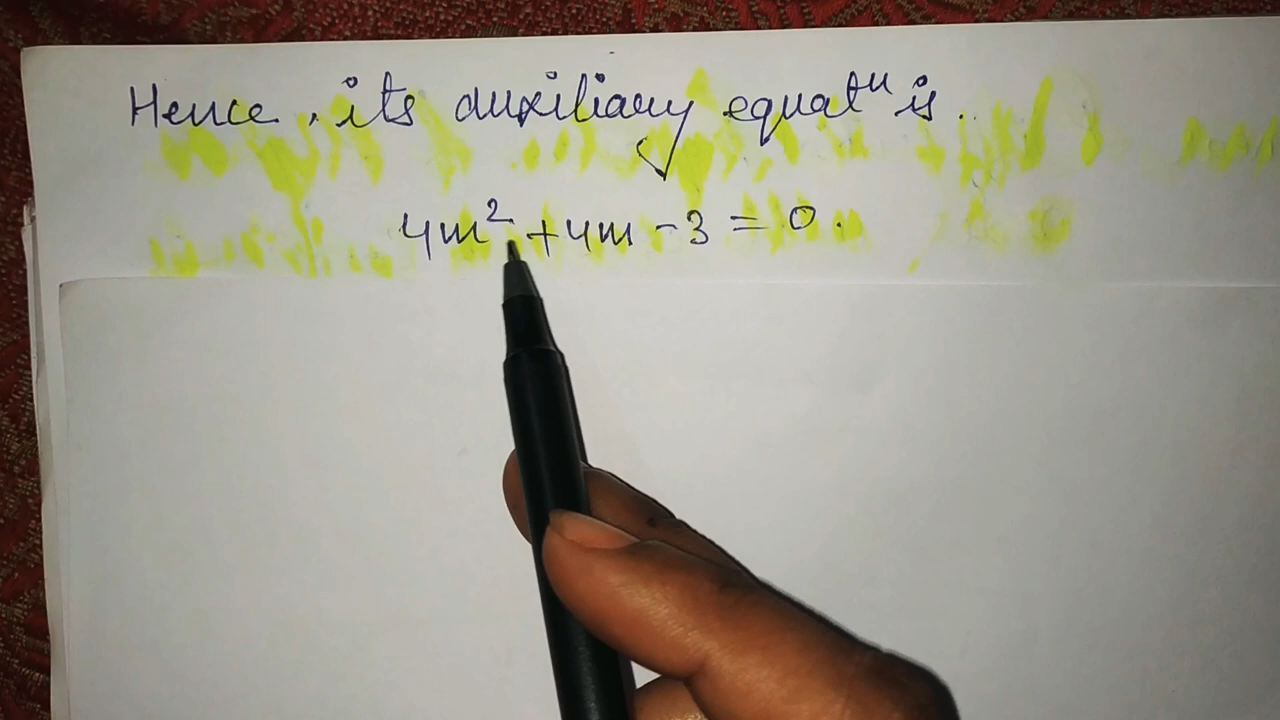 Hence, its auxiliary equatⁿ is.
4m² + 4m - 3 = 0.